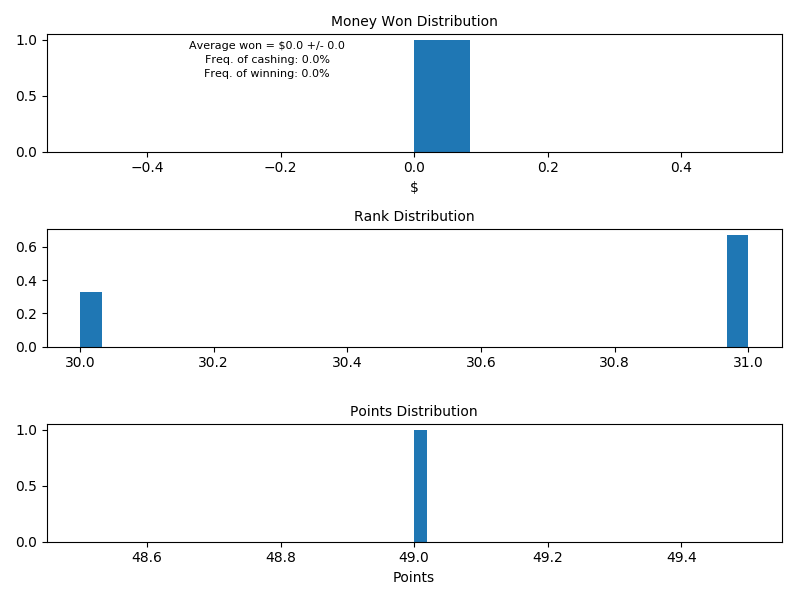 Money Won Distribution
1.0
Average won = $0.0 +/- 0.0
Freq. of cashing: 0.0%
Freq. of winning: 0.0%
0.5
0.0
−0.4 −0.2 0.0 0.2 0.4
$
Rank Distribution
0.6
0.4
0.2
0.0
30.0 30.2 30.4 30.6 30.8 31.0
Points Distribution
1.0
0.5
0.0
48.6 48.8 49.0 49.2 49.4
Points